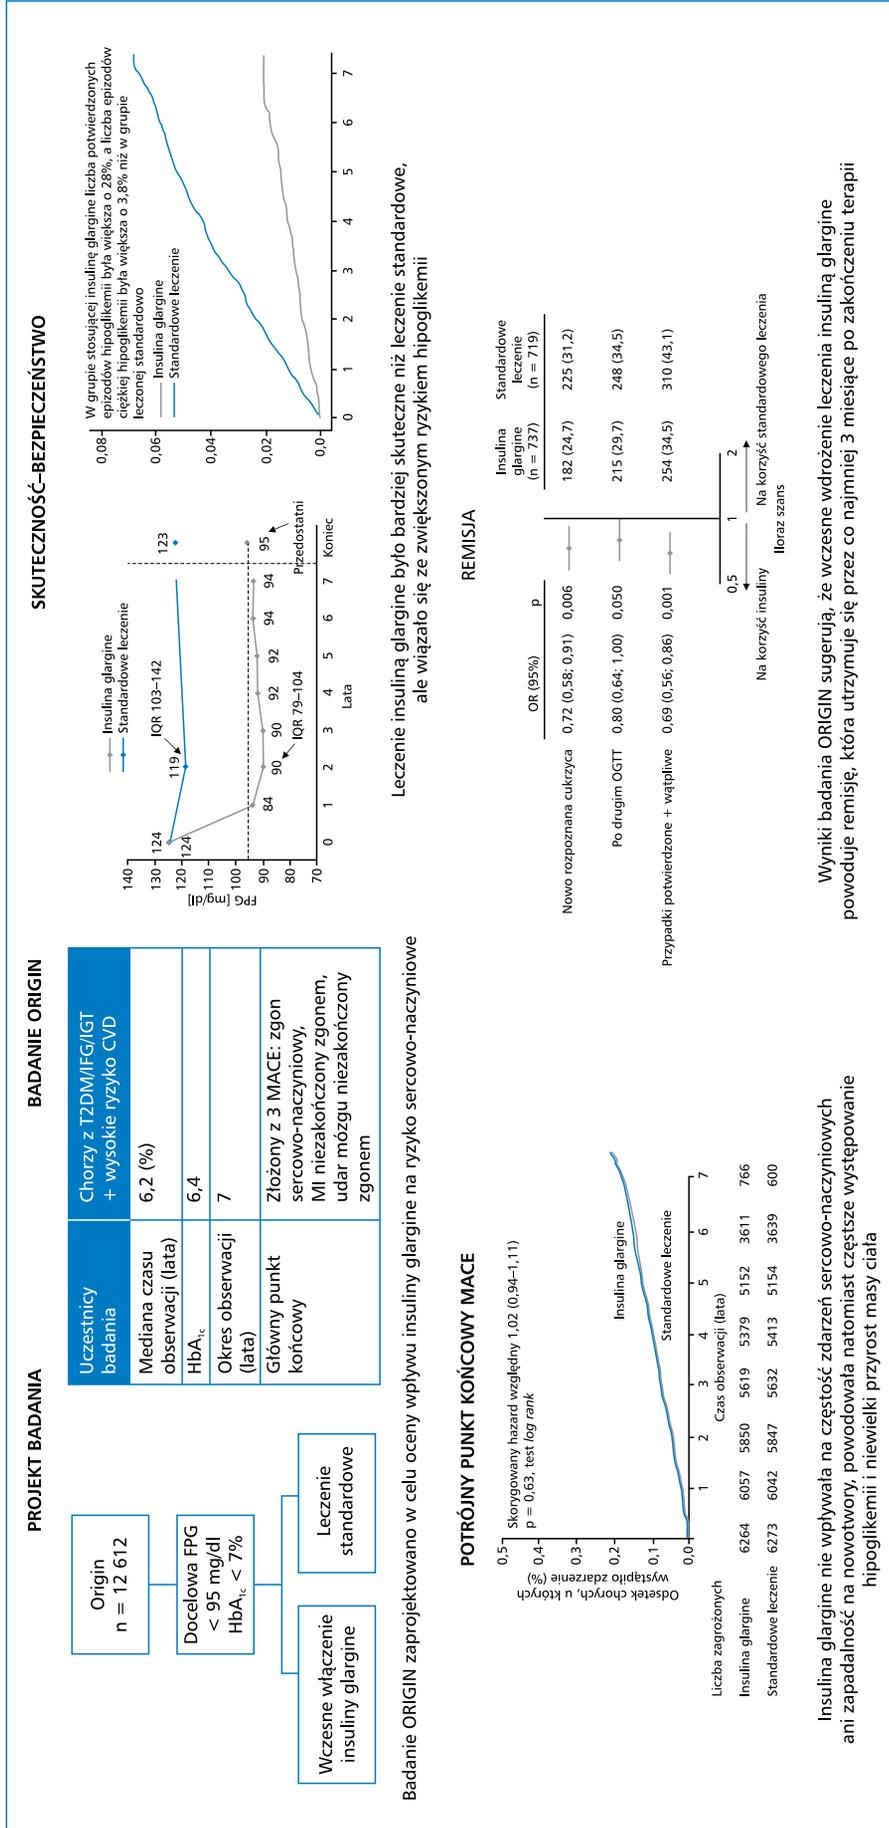 BADANIE ORIGIN
PROJEKT BADANIA
Origin
n = 12 612
Docelowa FPG
< 95 mg/dl
HbA1c < 7%
Wczesne włączenie
insuliny glargine
Leczenie
standardowe
Uczestnicy
badania
Chorzy z T2DM/IFG/IGT
+ wysokie ryzyko CVD
Mediana czasu
obserwacji (lata)
6,2 (%)
HbA1c
6,4
Okres obserwacji
(lata)
7
Główny punkt
końcowy
Złożony z 3 MACE: zgon
sercowo-naczyniowy,
MI niezakończony zgonem,
udar mózgu niezakończony
zgonem
Badanie ORIGIN zaprojektowano w celu oceny wpływu insuliny glargine na ryzyko sercowo-naczyniowe
SKUTECZNOŚĆ–BEZPIECZEŃSTWO
FPG [mg/dl]
140
130
120
110
100
90
80
70
Insulina glargine
Standardowe leczenie
124
124
119
IQR 103–142
123
84
90
90
92
92
94
94
95
IQR 79–104
Przedostatni
0 1 2 3 4 5 6 7 Koniec
Lata
0,08
0,06
0,04
0,02
0,0
W grupie stosującej insulinę glargine liczba potwierdzonych
epizodów hipoglikemii była większa o 28%, a liczba epizodów
ciężkiej hipoglikemii była większa o 3,8% niż w grupie
leczonej standardowo
Insulina glargine
Standardowe leczenie
0 1 2 3 4 5 6 7
Leczenie insuliną glargine było bardziej skuteczne niż leczenie standardowe,
ale wiązało się ze zwiększonym ryzykiem hipoglikemii
POTRÓJNY PUNKT KOŃCOWY MACE
Odsetek chorych, u których
wystąpiło zdarzenie (%)
0,5
0,4
0,3
0,2
0,1
0,0
Skorygowany hazard względny 1,02 (0,94–1,11)
p = 0,63, test log rank
Insulina glargine
Standardowe leczenie
1 2 3 4 5 6 7
Czas obserwacji (lata)
Liczba zagrożonych
Insulina glargine 6264 6057 5850 5619 5379 5152 3611 766
Standardowe leczenie 6273 6042 5847 5632 5413 5154 3639 600
Insulina glargine nie wpływała na częstość zdarzeń sercowo-naczyniowych
ani zapadalność na nowotwory, powodowała natomiast częstsze występowanie
hipoglikemii i niewielki przyrost masy ciała
REMISJA
OR (95%) p
Insulina
glargine
(n = 737)
Standardowe
leczenie
(n = 719)
Nowo rozpoznana cukrzyca 0,72 (0,58; 0,91) 0,006 182 (24,7) 225 (31,2)
Po drugim OGTT 0,80 (0,64; 1,00) 0,050 215 (29,7) 248 (34,5)
Przypadki potwierdzone + wątpliwe 0,69 (0,56; 0,86) 0,001 254 (34,5) 310 (43,1)
0,5 1 2
Na korzyść insuliny
Na korzyść standardowego leczenia
Iloraz szans
Wyniki badania ORIGIN sugerują, że wczesne wdrożenie leczenia insuliną glargine
powoduje remisję, która utrzymuje się przez co najmniej 3 miesiące po zakończeniu terapii